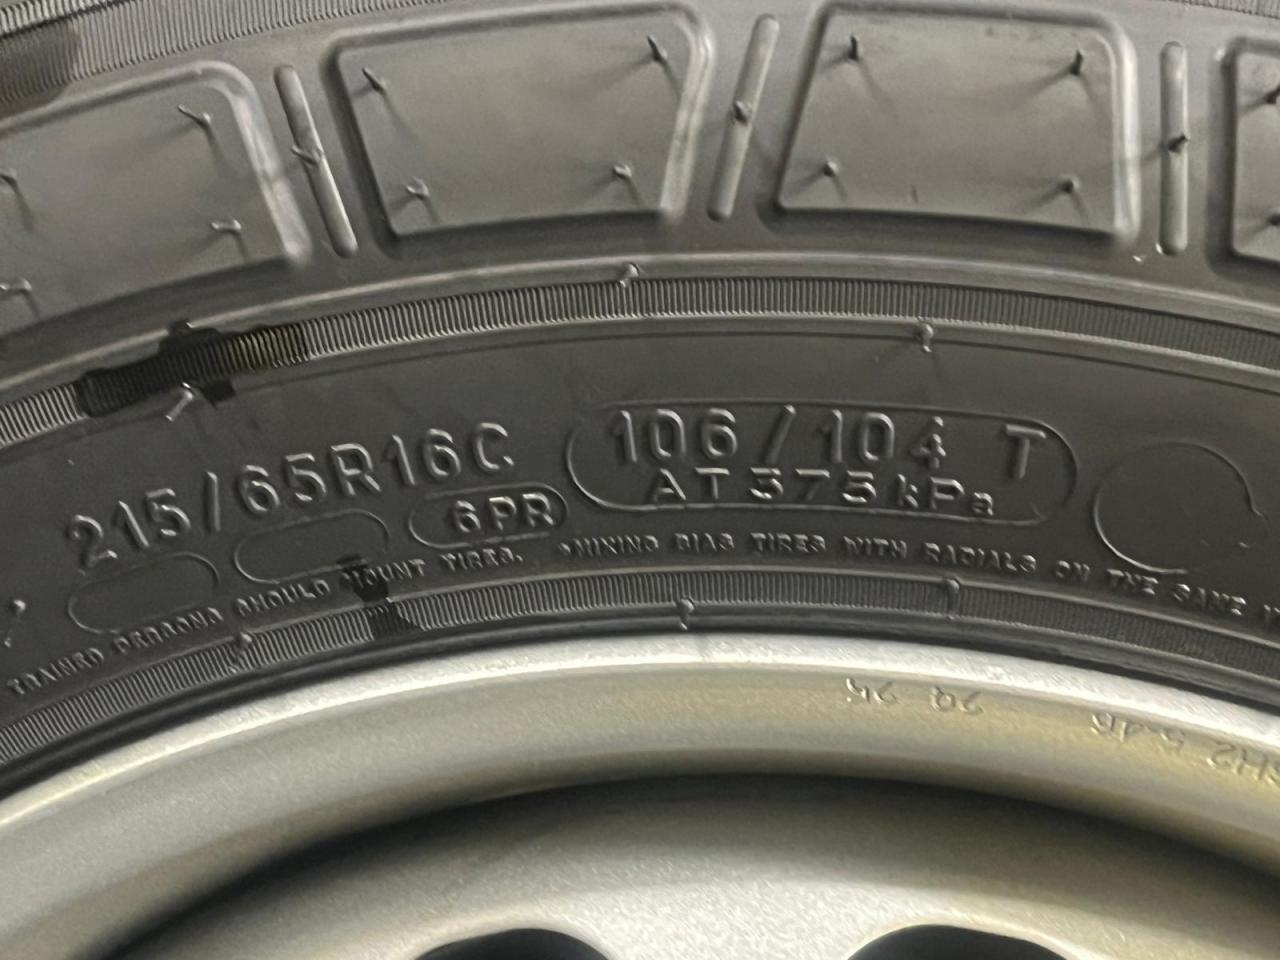 215/65R16C
106/104 T
AT 375 kPa
6PR
SHOULD MOUNT TIRES. •MIXING BIAS TIRES WITH RADIALS ON THE SAME